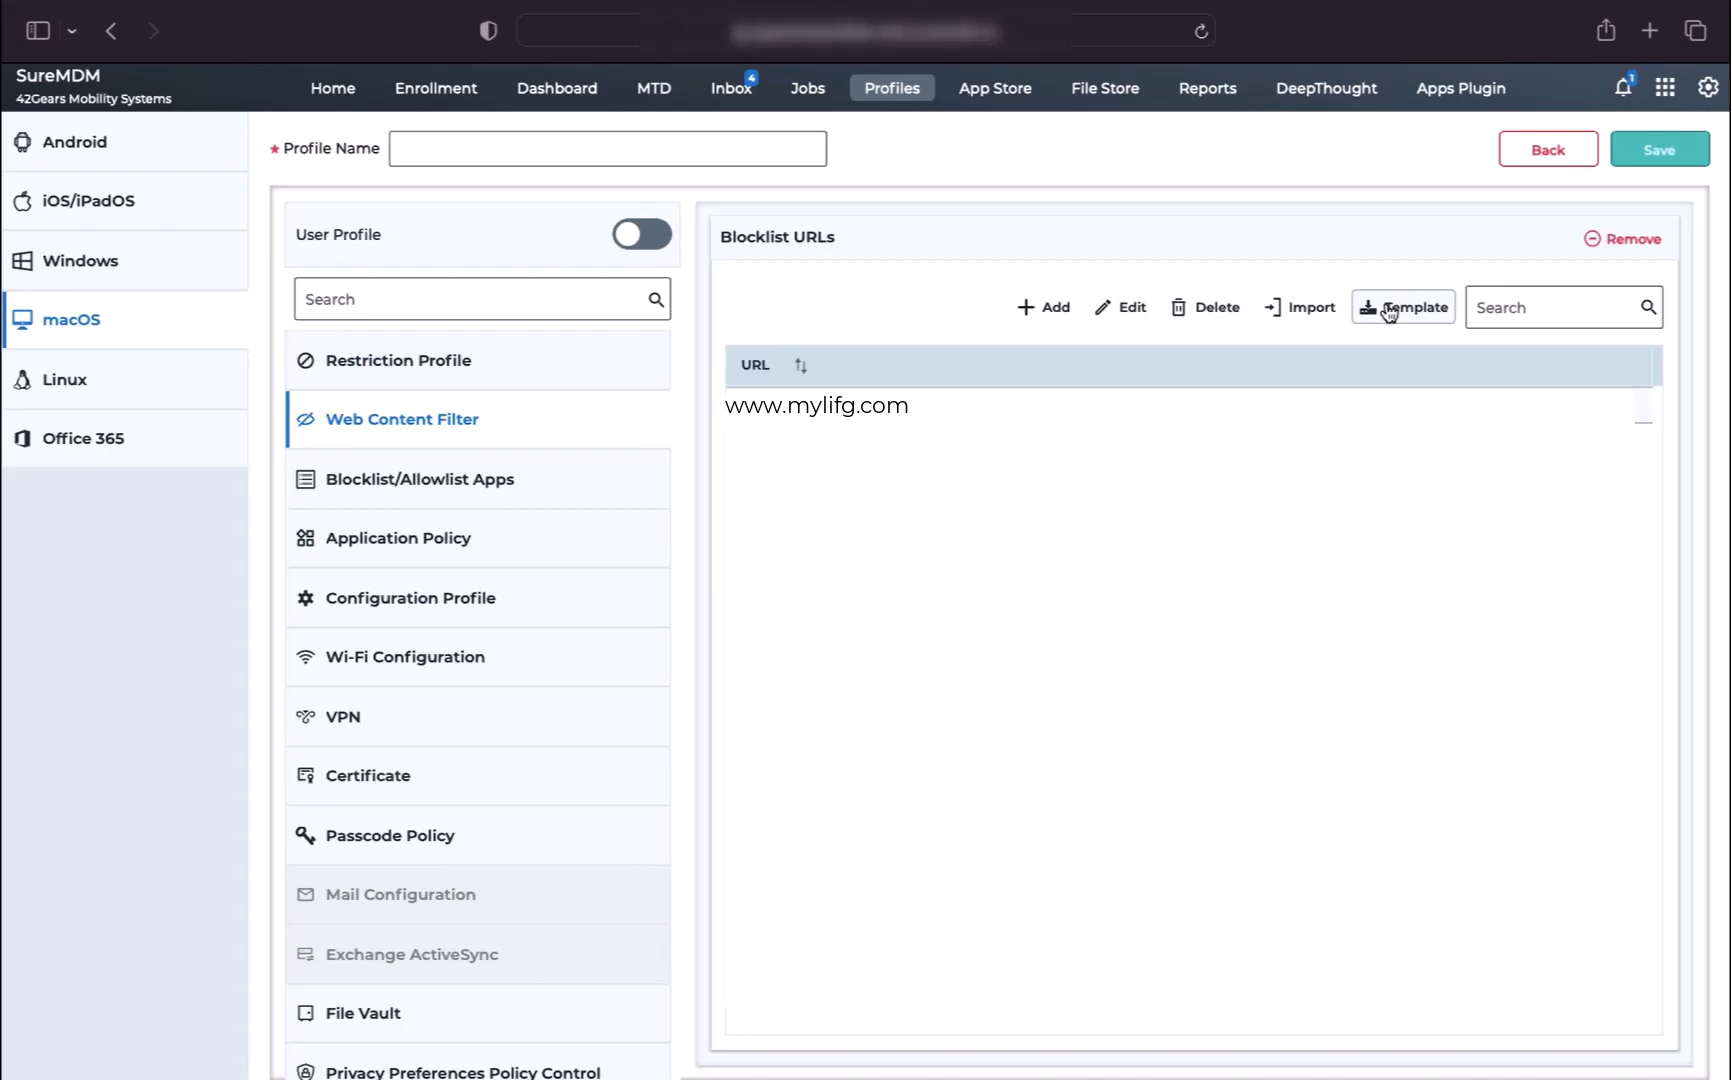 SureMDM
42Gears Mobility Systems
Home Enrollment Dashboard MTD Inbox 4 Jobs Profiles App Store File Store Reports DeepThought Apps Plugin 1
Android
iOS/iPadOS
Windows
macOS
Linux
Office 365
* Profile Name
Back Save
User Profile
Search
Restriction Profile
Web Content Filter
Blocklist/Allowlist Apps
Application Policy
Configuration Profile
Wi-Fi Configuration
VPN
Certificate
Passcode Policy
Mail Configuration
Exchange ActiveSync
File Vault
Privacy Preferences Policy Control
Blocklist URLs
Remove
Add Edit Delete Import Template Search
URL
www.mylifg.com